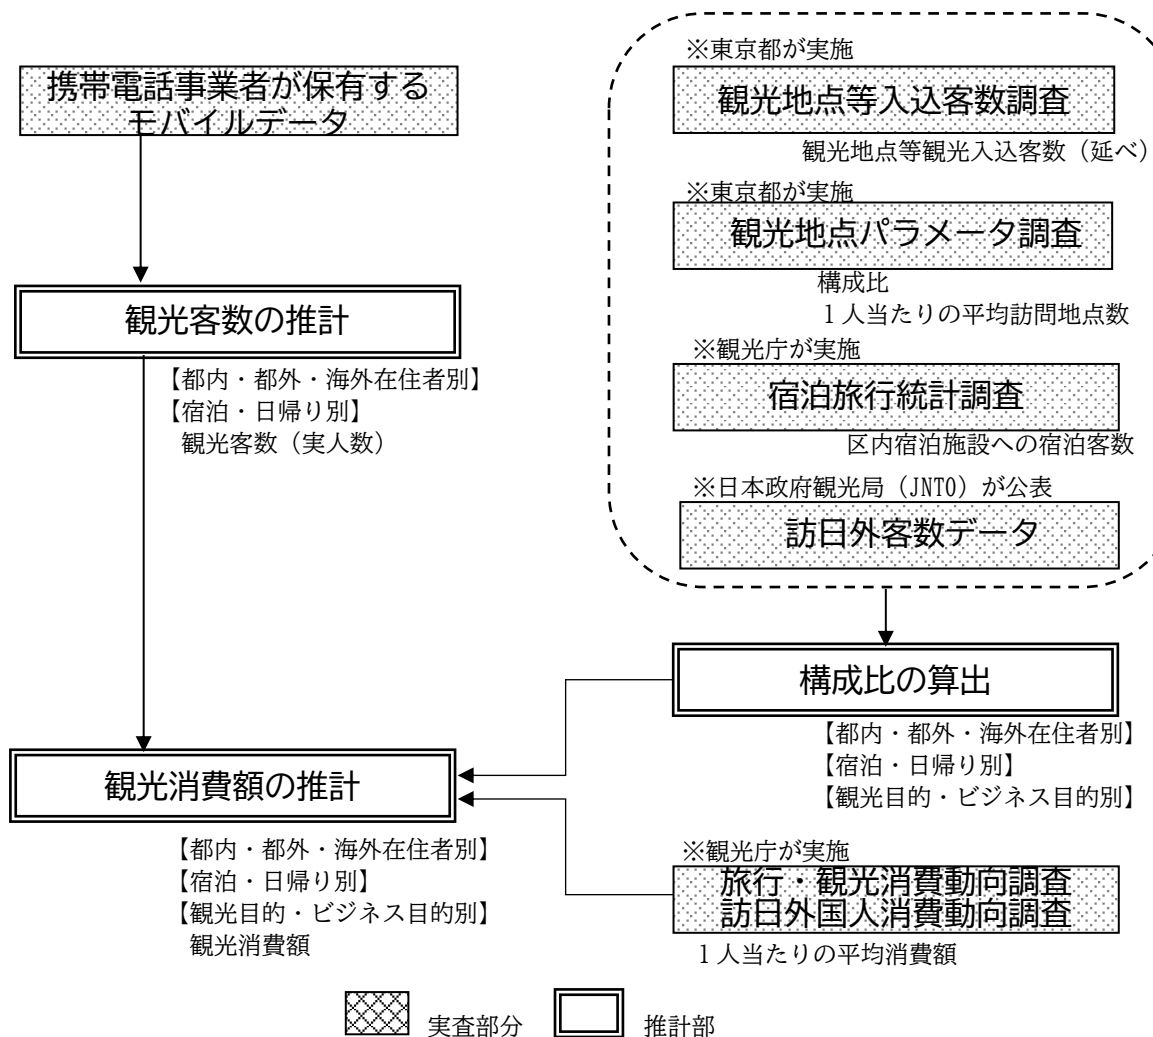 携帯電話事業者が保有する
モバイルデータ
観光客数の推計
【都内・都外・海外在住者別】
【宿泊・日帰り別】
観光客数（実人数）
※東京都が実施
観光地点等入込客数調査
観光地点等観光入込客数（延べ）
※東京都が実施
観光地点パラメータ調査
構成比
１人当たりの平均訪問地点数
※観光庁が実施
宿泊旅行統計調査
区内宿泊施設への宿泊客数
※日本政府観光局（JNTO）が公表
訪日外客数データ
構成比の算出
【都内・都外・海外在住者別】
【宿泊・日帰り別】
【観光目的・ビジネス目的別】
観光消費額の推計
【都内・都外・海外在住者別】
【宿泊・日帰り別】
【観光目的・ビジネス目的別】
観光消費額
※観光庁が実施
旅行・観光消費動向調査
訪日外国人消費動向調査
１人当たりの平均消費額
実査部分
推計部